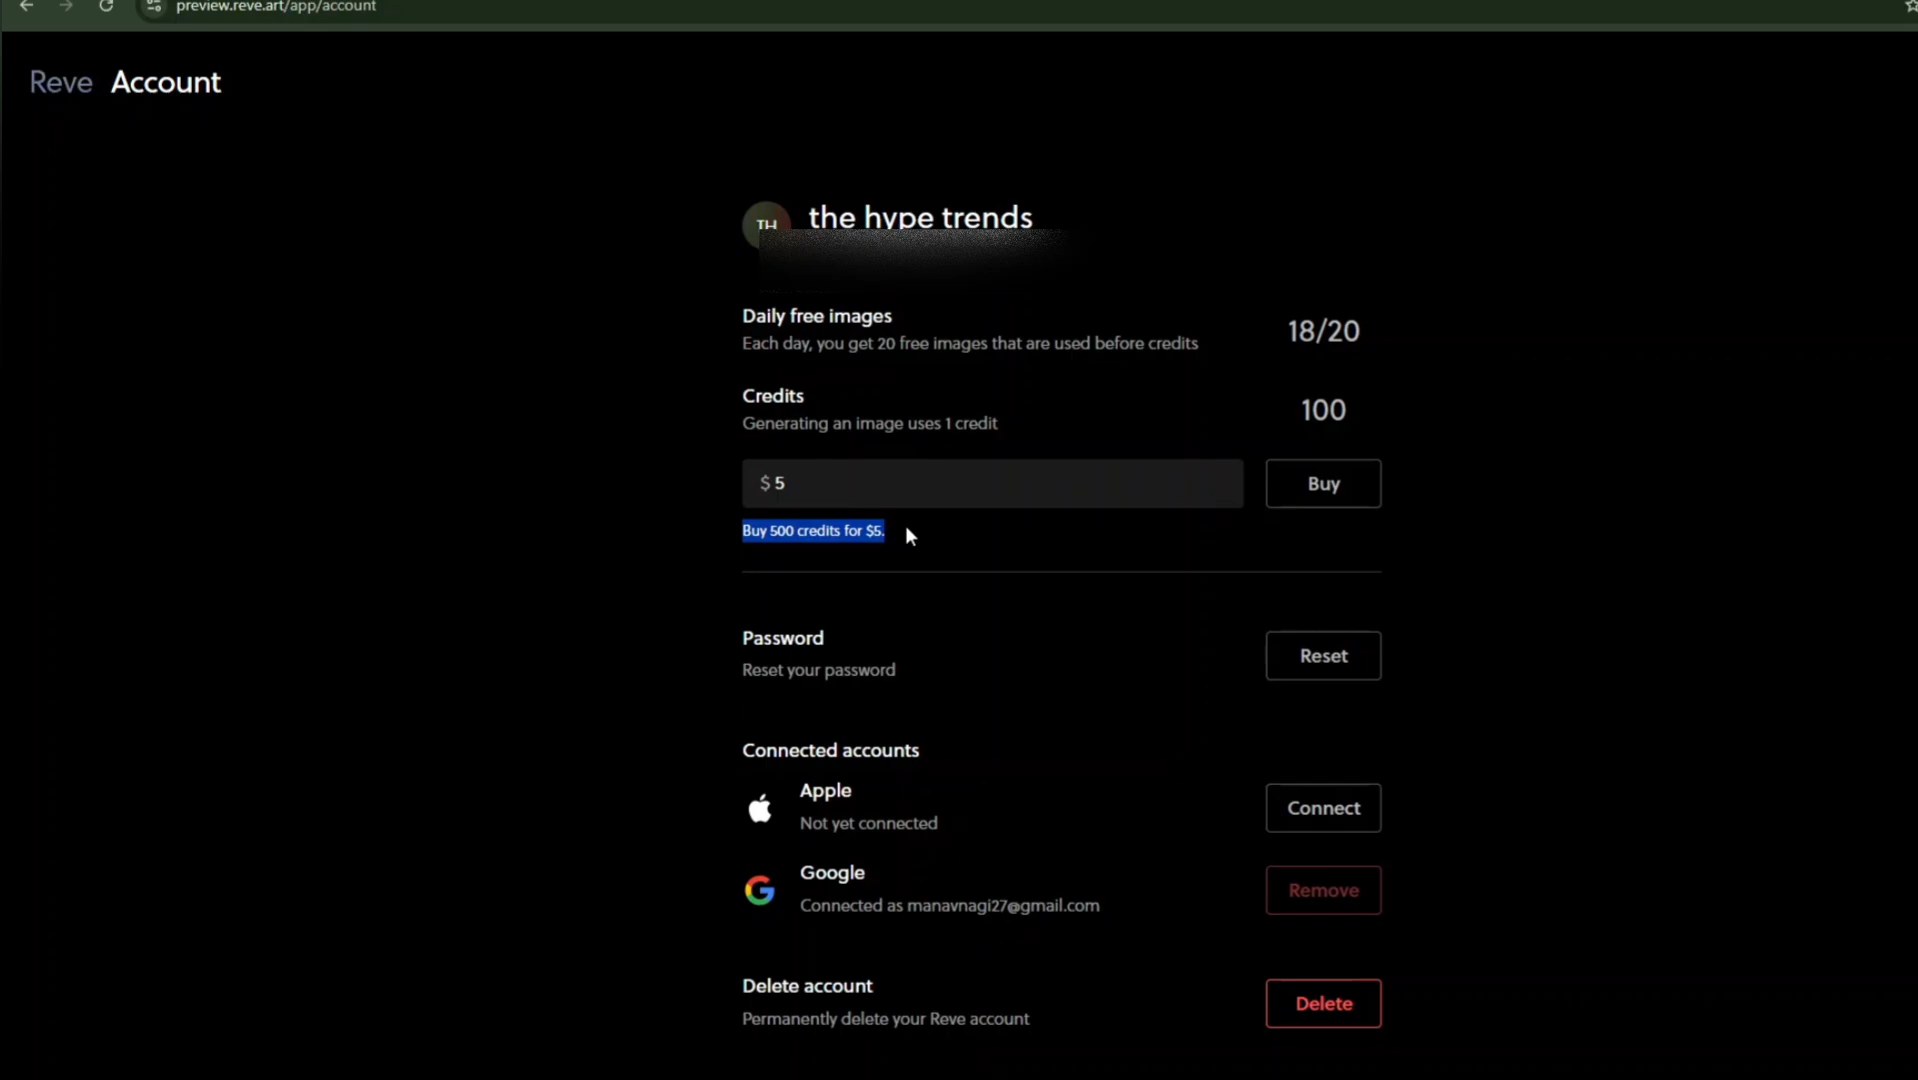 preview.reve.art/app/account
Reve Account
TH the hype trends
Daily free images
Each day, you get 20 free images that are used before credits
18/20
Credits
Generating an image uses 1 credit
100
$ 5
Buy
Buy 500 credits for $5.
Password
Reset your password
Reset
Connected accounts
Apple
Not yet connected
Connect
Google
Connected as manavnagi27@gmail.com
Remove
Delete account
Permanently delete your Reve account
Delete